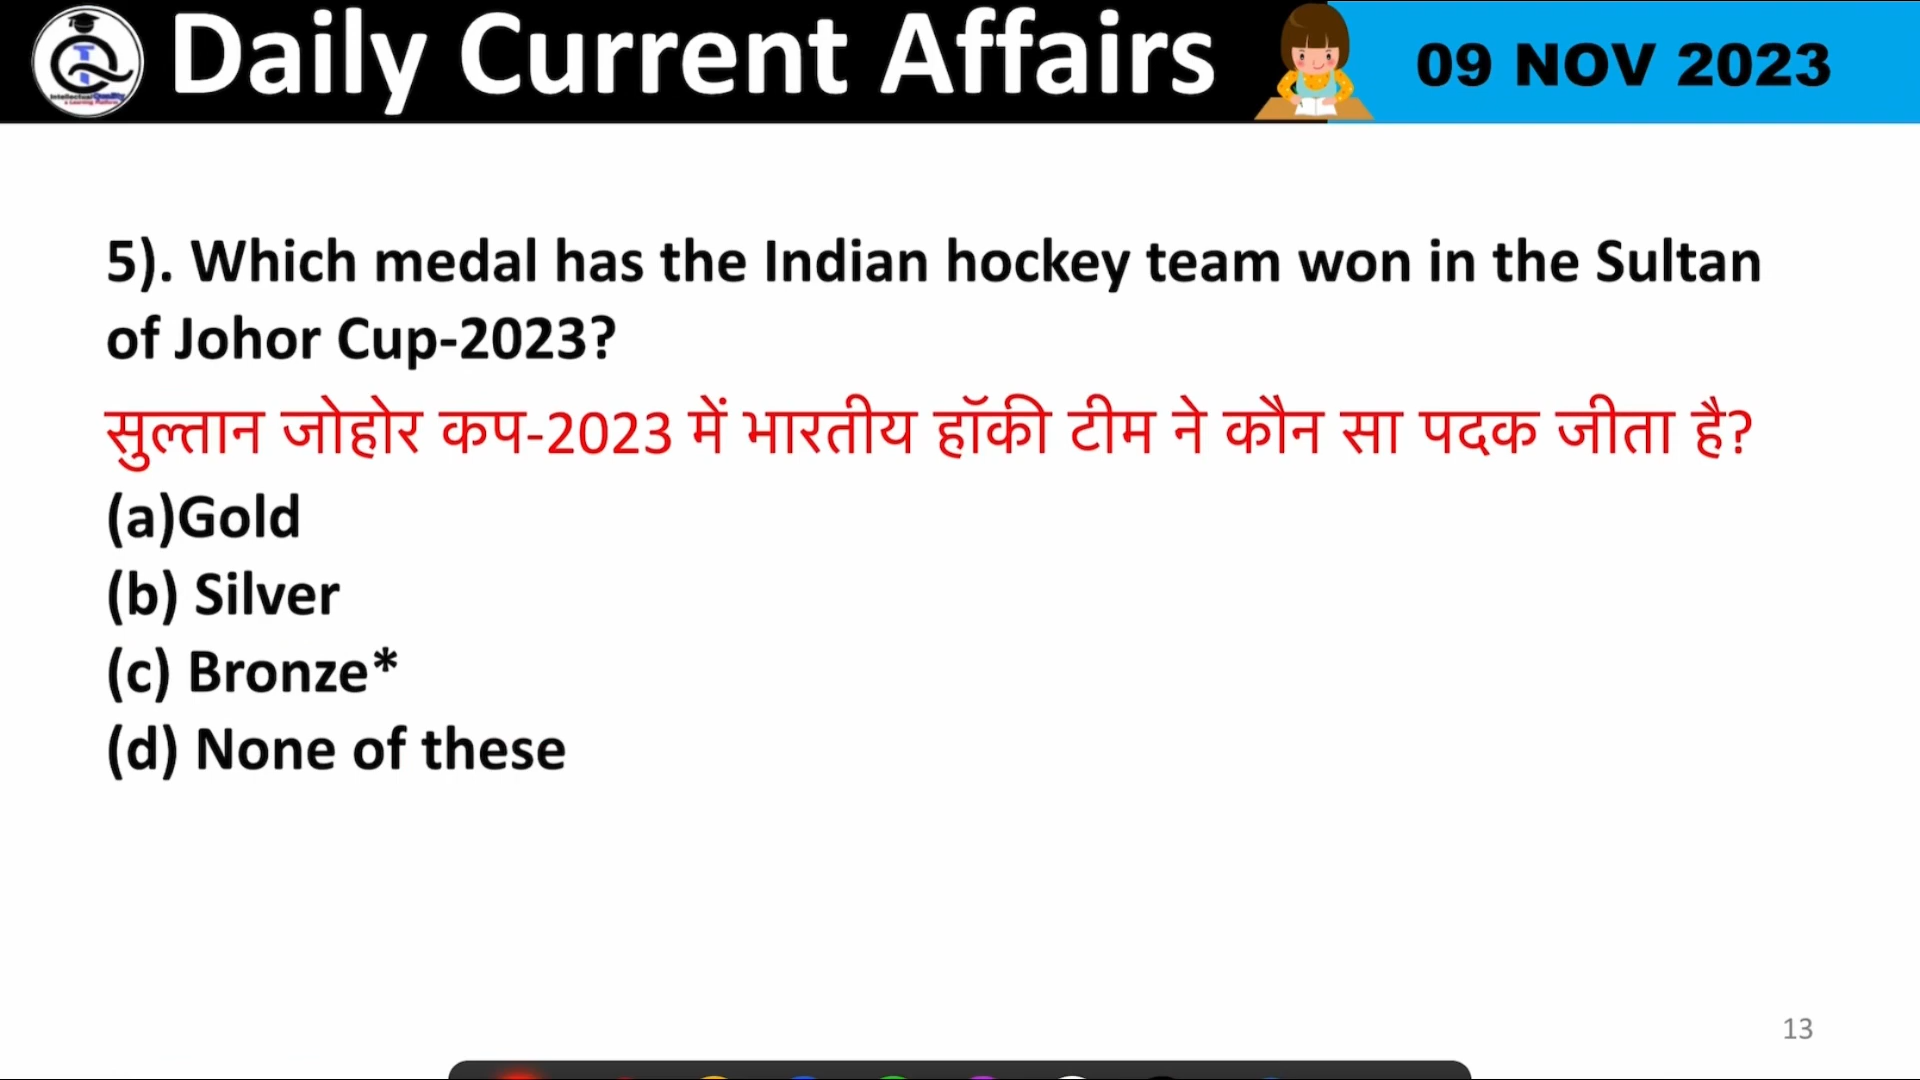 Daily Current Affairs
09 NOV 2023
5). Which medal has the Indian hockey team won in the Sultan
of Johor Cup-2023?
सुल्तान जोहोर कप-2023 में भारतीय हॉकी टीम ने कौन सा पदक जीता है?
(a)Gold
(b) Silver
(c) Bronze*
(d) None of these
13